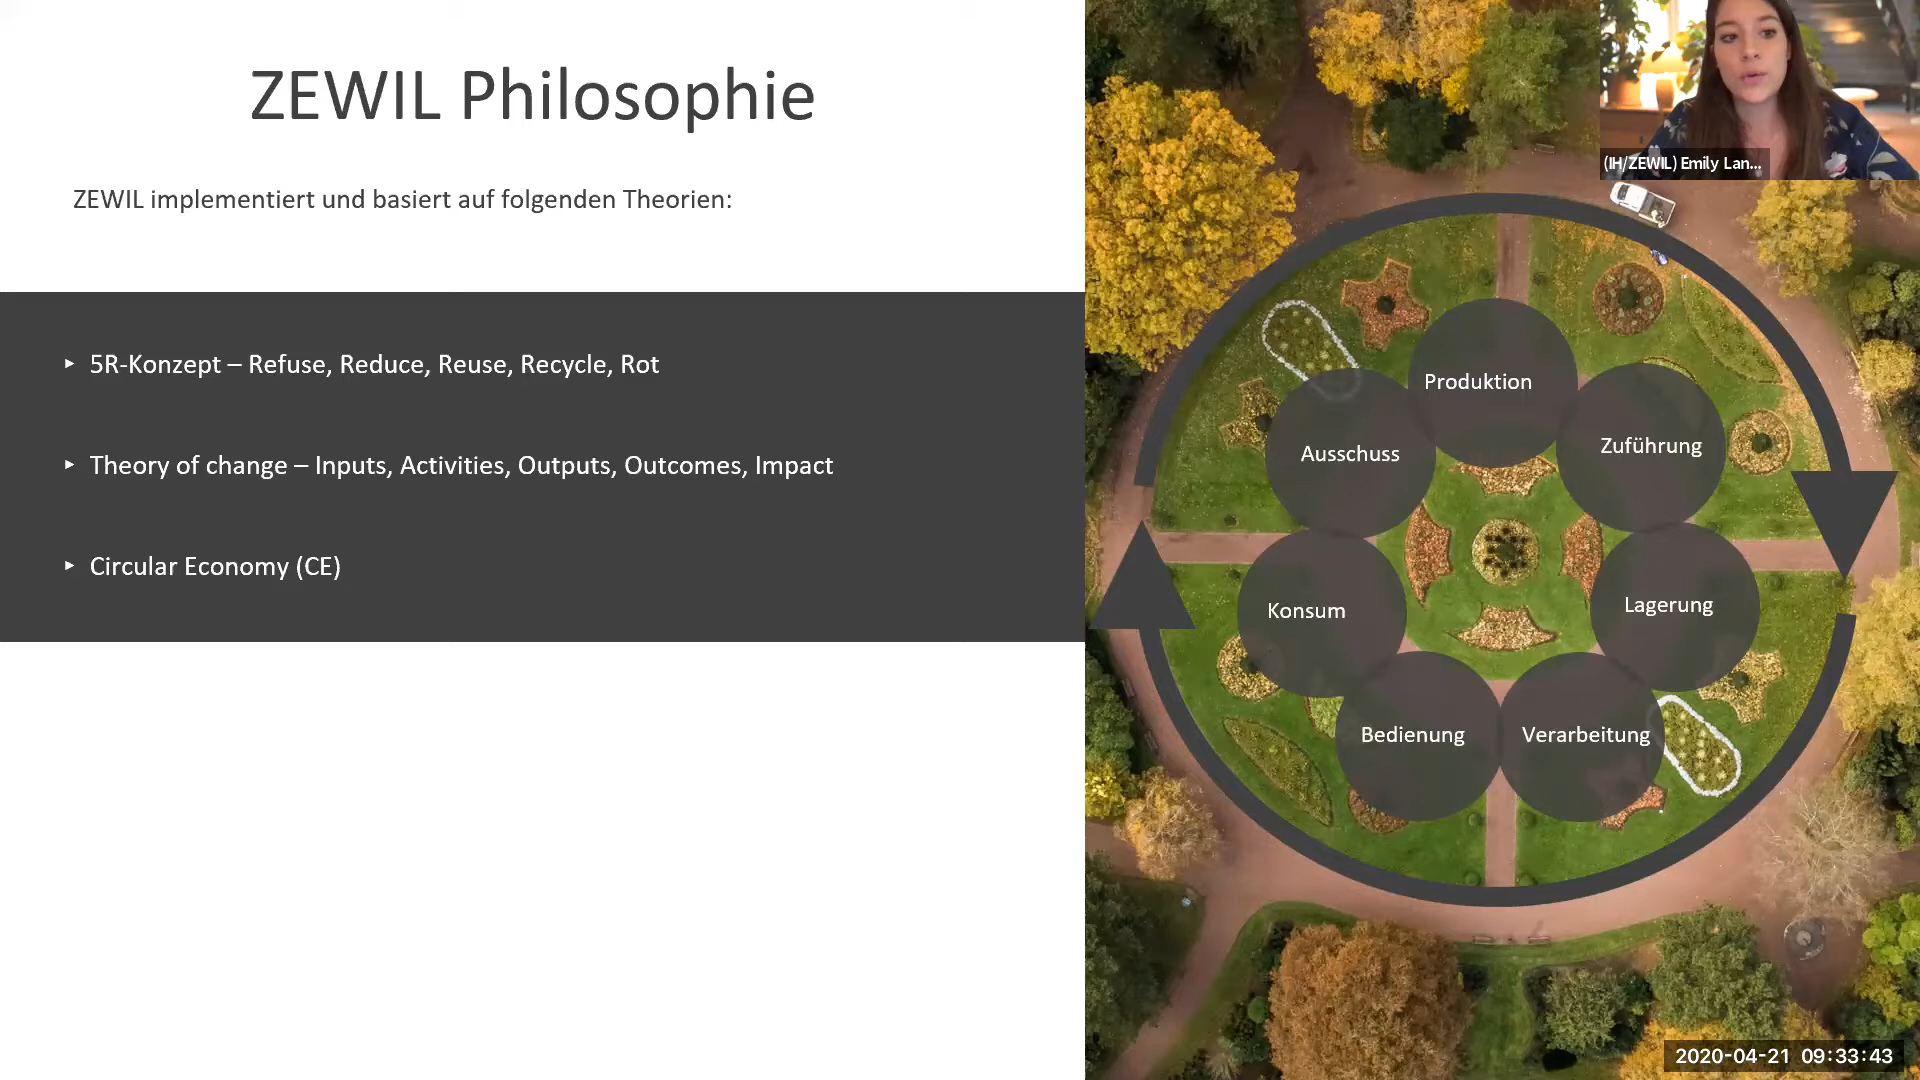 ZEWIL Philosophie
ZEWIL implementiert und basiert auf folgenden Theorien:
‣ 5R-Konzept – Refuse, Reduce, Reuse, Recycle, Rot
‣ Theory of change – Inputs, Activities, Outputs, Outcomes, Impact
‣ Circular Economy (CE)
(IH/ZEWIL) Emily Lan...
Produktion
Zuführung
Lagerung
Verarbeitung
Bedienung
Konsum
Ausschuss
2020-04-21 09:33:43